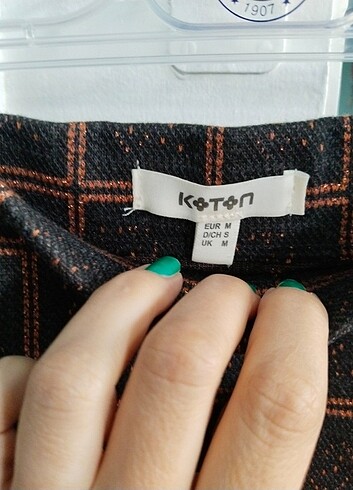 1907
KOTON
EUR M
D/CH S
UK M